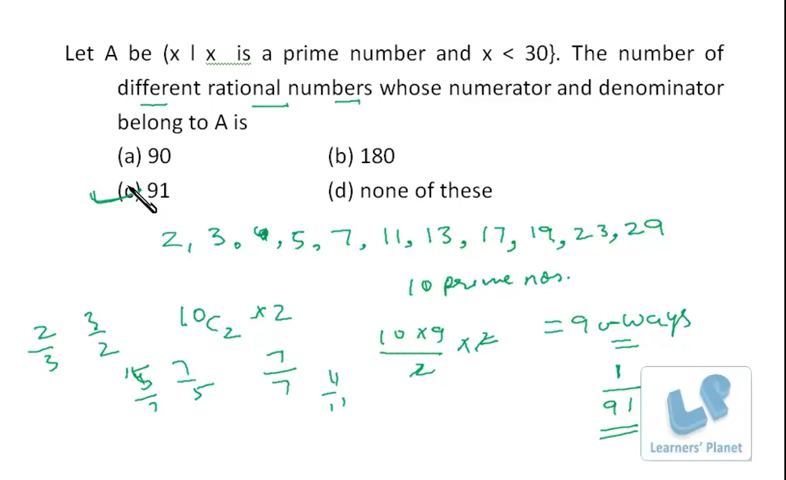 Let A be (x | x is a prime number and x < 30}. The number of
different rational numbers whose numerator and denominator
belong to A is
(a) 90 (b) 180
(c) 91 (d) none of these
2, 3, , 5, 7, 11, 13, 17, 19, 23, 29
10 prime nos.
10C2 × 2
10 × 9 / 2 × 2 = 90 ways
2/3 3/2
5/7 7/5 7/7 11/11
1
91
LP
Learners' Planet